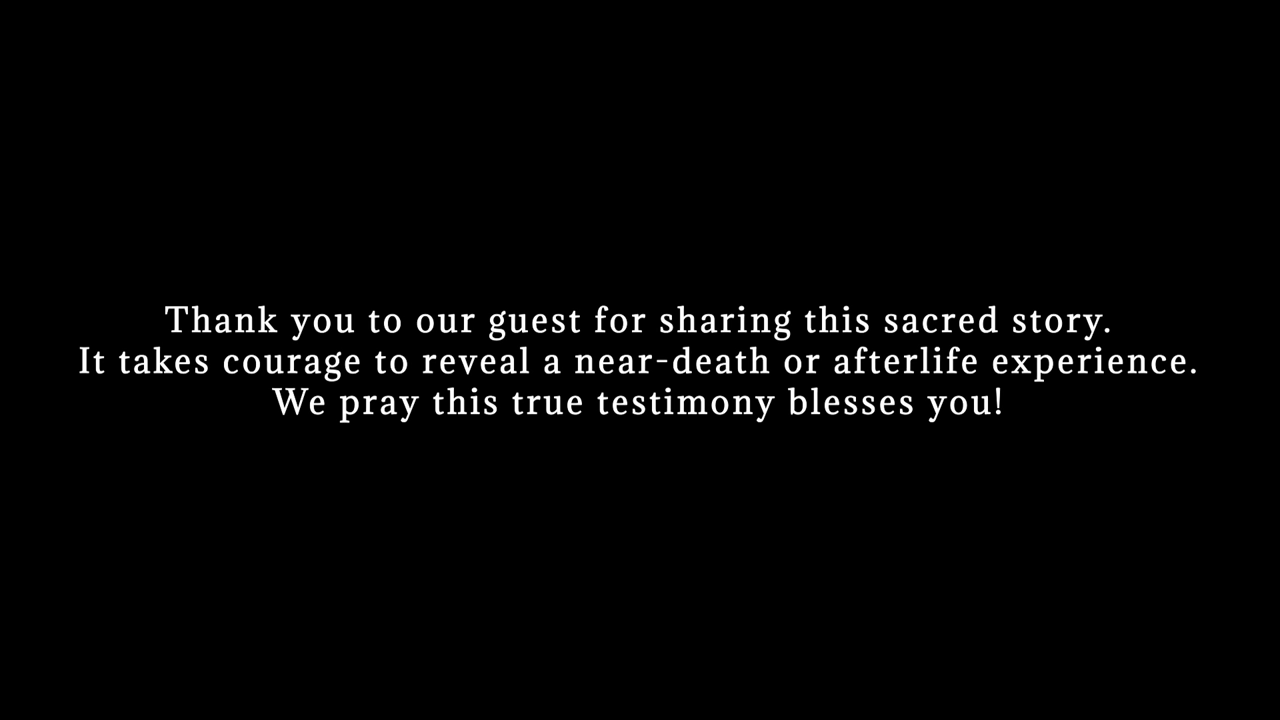 Thank you to our guest for sharing this sacred story.
It takes courage to reveal a near-death or afterlife experience.
We pray this true testimony blesses you!